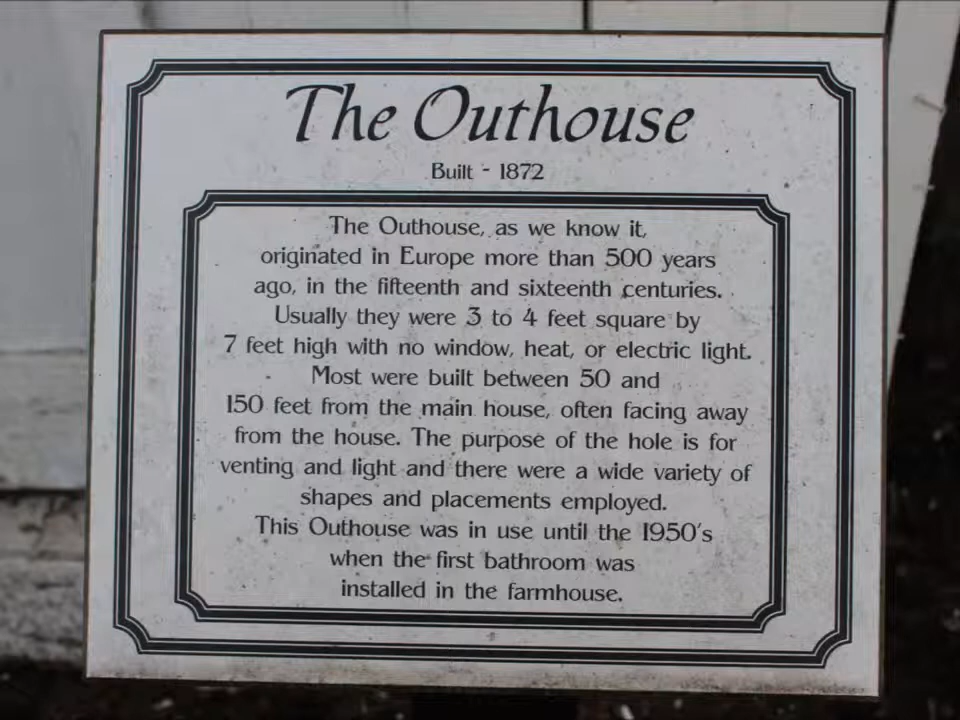 The Outhouse
Built - 1872
The Outhouse, as we know it,
originated in Europe more than 500 years
ago, in the fifteenth and sixteenth centuries.
Usually they were 3 to 4 feet square by
7 feet high with no window, heat, or electric light.
Most were built between 50 and
150 feet from the main house, often facing away
from the house. The purpose of the hole is for
venting and light and there were a wide variety of
shapes and placements employed.
This Outhouse was in use until the 1950's
when the first bathroom was
installed in the farmhouse.